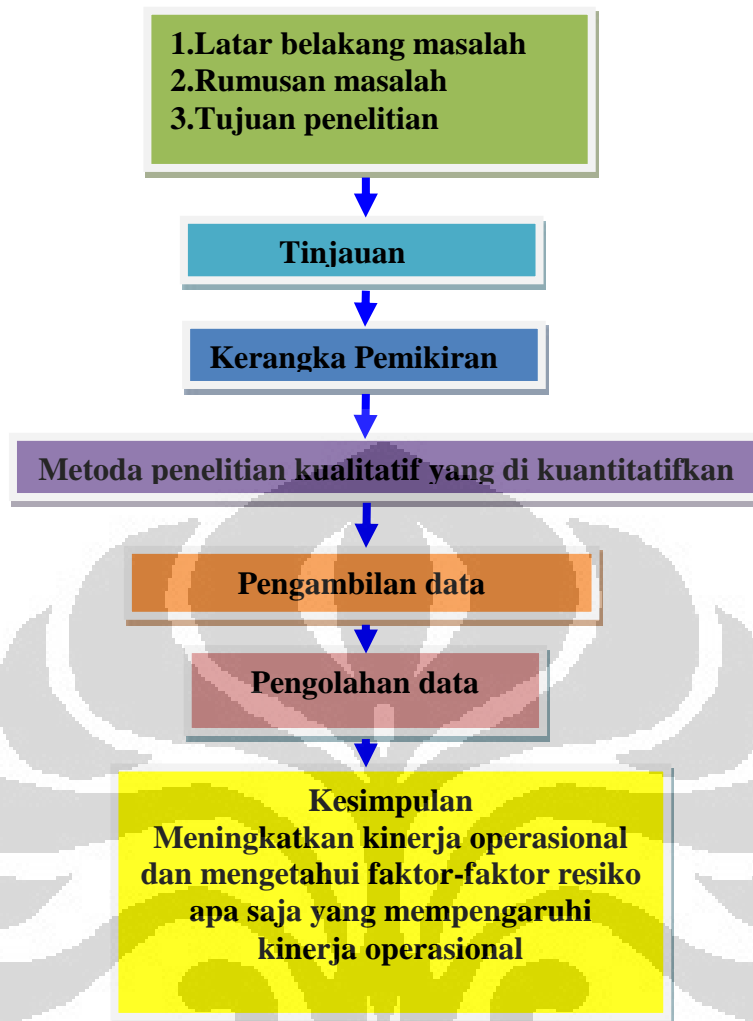 1.Latar belakang masalah
2.Rumusan masalah
3.Tujuan penelitian
Tinjauan
Kerangka Pemikiran
Metoda penelitian kualitatif yang di kuantitatifkan
Pengambilan data
Pengolahan data
Kesimpulan
Meningkatkan kinerja operasional
dan mengetahui faktor-faktor resiko
apa saja yang mempengaruhi
kinerja operasional